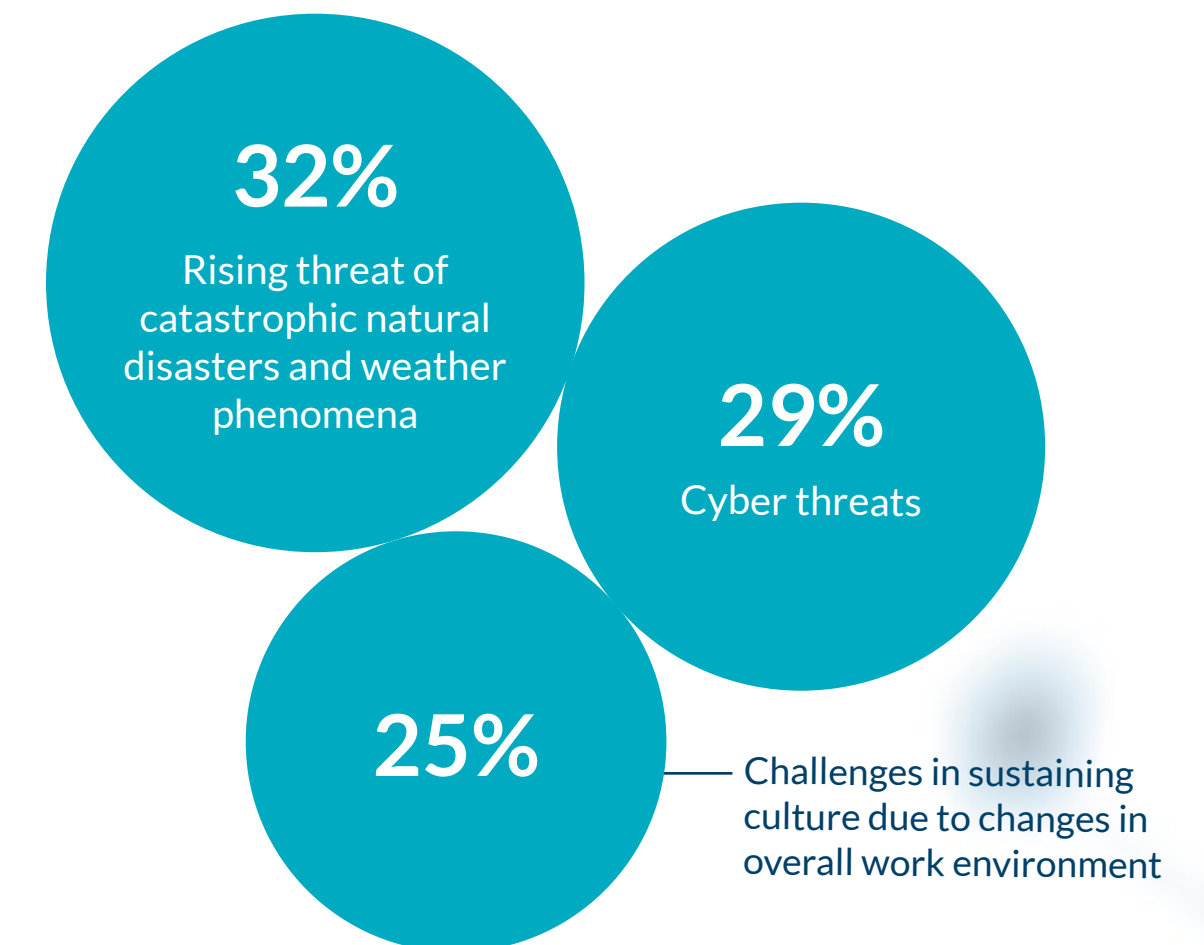 32%
Rising threat of
catastrophic natural
disasters and weather
phenomena
29%
Cyber threats
25%
Challenges in sustaining
culture due to changes in
overall work environment